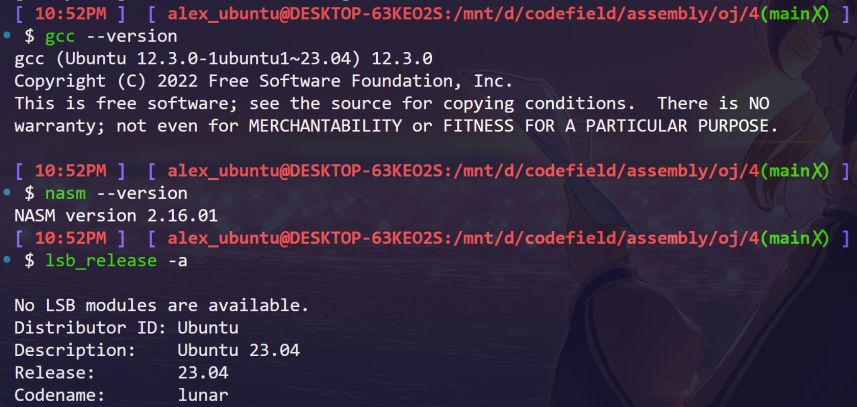 [ 10:52PM ]  [ alex_ubuntu@DESKTOP-63KEO2S:/mnt/d/codefield/assembly/oj/4(main✗) ]
$ gcc --version
gcc (Ubuntu 12.3.0-1ubuntu1~23.04) 12.3.0
Copyright (C) 2022 Free Software Foundation, Inc.
This is free software; see the source for copying conditions.  There is NO
warranty; not even for MERCHANTABILITY or FITNESS FOR A PARTICULAR PURPOSE.
[ 10:52PM ]  [ alex_ubuntu@DESKTOP-63KEO2S:/mnt/d/codefield/assembly/oj/4(main✗) ]
$ nasm --version
NASM version 2.16.01
[ 10:52PM ]  [ alex_ubuntu@DESKTOP-63KEO2S:/mnt/d/codefield/assembly/oj/4(main✗) ]
$ lsb_release -a
No LSB modules are available.
Distributor ID: Ubuntu
Description:    Ubuntu 23.04
Release:        23.04
Codename:       lunar